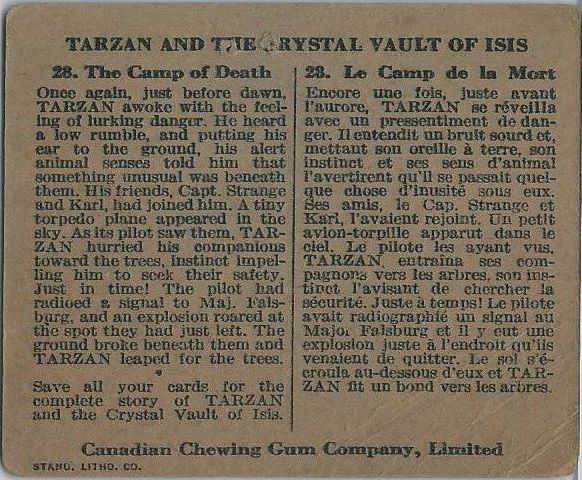 TARZAN AND THE CRYSTAL VAULT OF ISIS
28. The Camp of Death
Once again, just before dawn,
TARZAN awoke with the feel-
ing of lurking danger. He heard
a low rumble, and putting his
ear to the ground, his alert
animal senses told him that
something unusual was beneath
them. His friends, Capt. Strange
and Karl, had joined him. A tiny
torpedo plane appeared in the
sky. As its pilot saw them, TAR-
ZAN hurried his companions
toward the trees, instinct impel-
ling him to seek their safety.
Just in time! The pilot had
radioed a signal to Maj. Fals-
burg, and an explosion roared at
the spot they had just left. The
ground broke beneath them and
TARZAN leaped for the trees.
*
Save all your cards for the
complete story of TARZAN
and the Crystal Vault of Isis.
28. Le Camp de la Mort
Encore une fois, juste avant
l'aurore, TARZAN se réveilla
avec un pressentiment de dan-
ger. Il entendit un bruit sourd et,
mettant son oreille à terre, son
instinct et ses sens d'animal
l'avertirent qu'il se passait quel-
que chose d'inusité sous eux.
Ses amis, le Cap. Strange et
Karl, l'avaient rejoint. Un petit
avion-torpille apparut dans le
ciel. Le pilote les ayant vus,
TARZAN entraîna ses com-
pagnons vers les arbres, son ins-
tinct l'avisant de chercher la
sécurité. Juste à temps! Le pilote
avait radiographié un signal au
Major Falsburg et il y eut une
explosion juste à l'endroit qu'ils
venaient de quitter. Le sol s'é-
croula au-dessous d'eux et TAR-
ZAN fit un bond vers les arbres.
Canadian Chewing Gum Company, Limited
STAND. LITHO. CO.